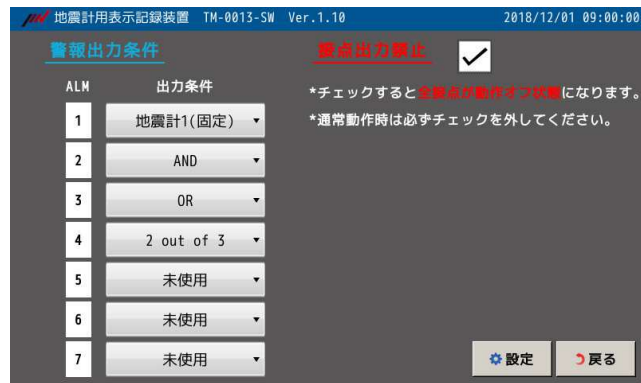 地震計用表示記録装置 TM-0013-SW Ver.1.10 2018/12/01 09:00:00
警報出力条件
接点出力禁止
ALM 出力条件
*チェックすると全接点が動作オフ状態になります。
1 地震計1(固定)
*通常動作時は必ずチェックを外してください。
2 AND
3 OR
4 2 out of 3
5 未使用
6 未使用
7 未使用
設定 戻る